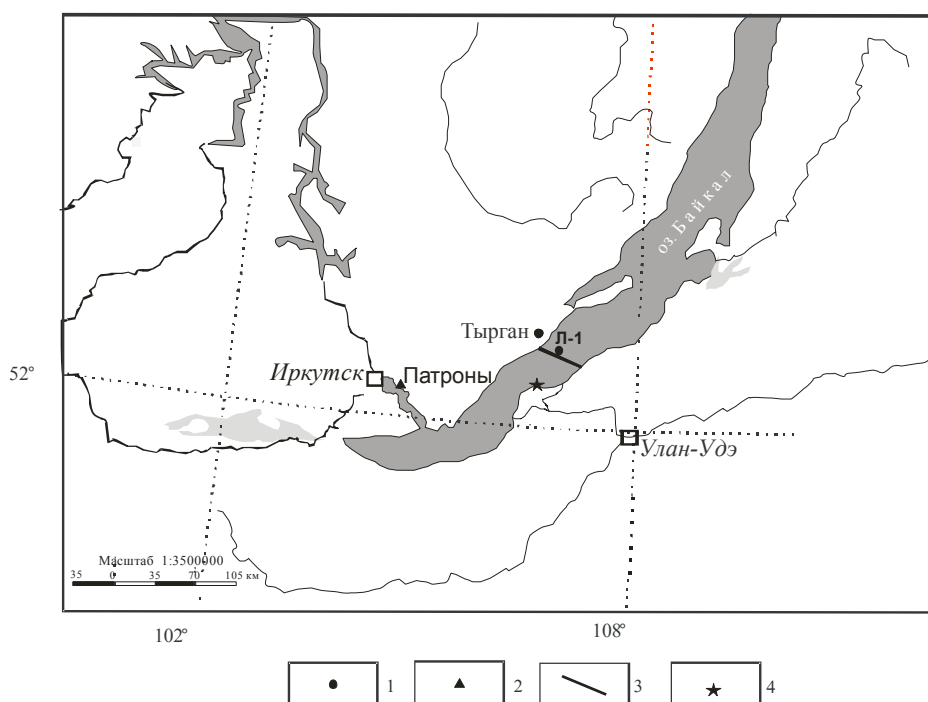 оз. Байкал
Тырган
Л-1
52°
Иркутск
Патроны
Улан-Удэ
Масштаб 1:3500000
35 0 35 70 105 км
102°
108°
1 2 3 4